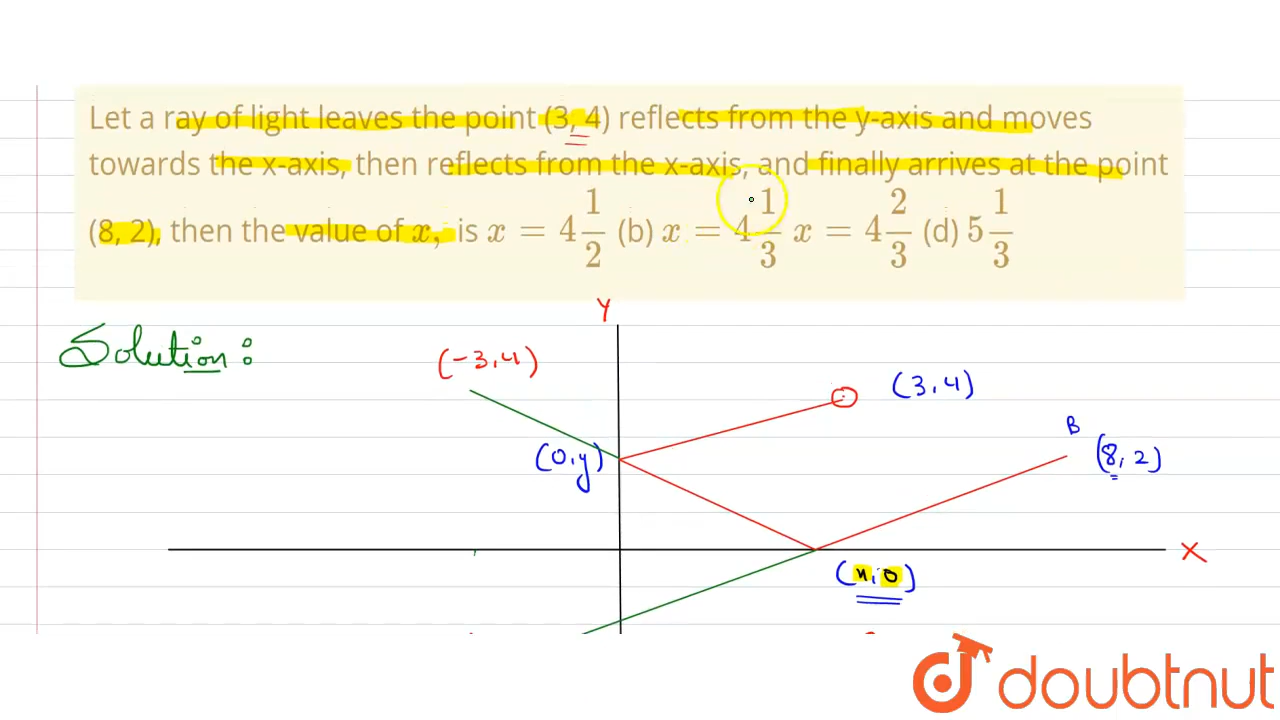 Let a ray of light leaves the point (3, 4) reflects from the y-axis and moves
towards the x-axis, then reflects from the x-axis, and finally arrives at the point
(8, 2), then the value of x, is x = 4 1/2 (b) x = 4 1/3 x = 4 2/3 (d) 5 1/3
Y
Solution :
(-3,4)
(3,4)
B
(0,y)
(8,2)
X
(x,0)
doubtnut